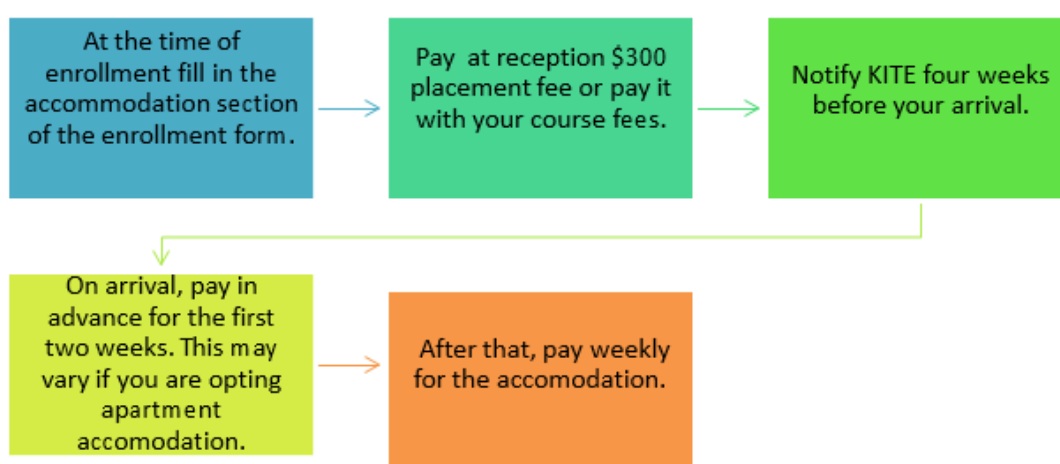 At the time of
enrollment fill in the
accommodation section
of the enrollment form.
Pay at reception $300
placement fee or pay it
with your course fees.
Notify KITE four weeks
before your arrival.
On arrival, pay in
advance for the first
two weeks. This may
vary if you are opting
apartment
accomodation.
After that, pay weekly
for the accomodation.